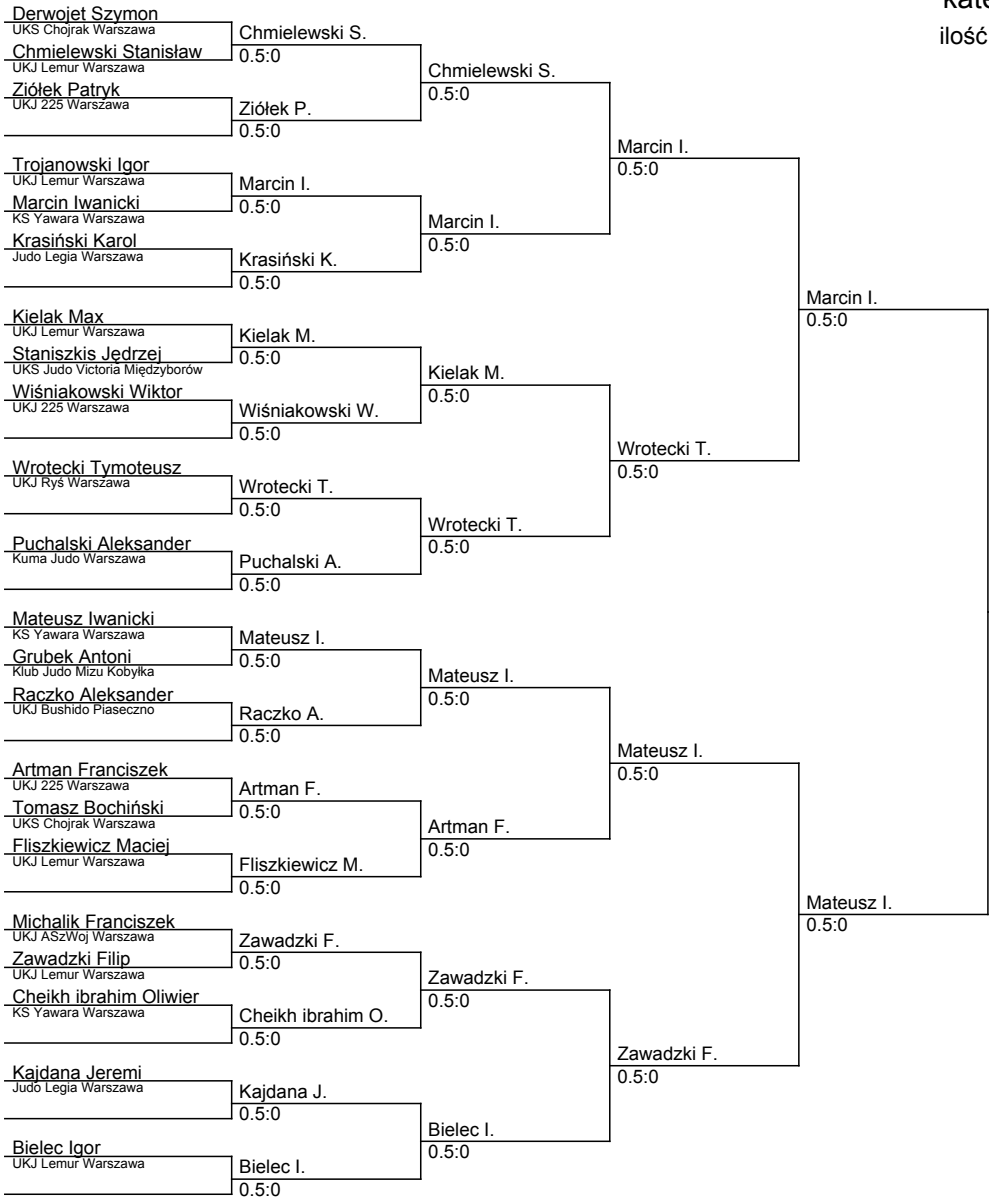 kate
ilość
Derwojet Szymon
UKS Chojrak Warszawa
Chmielewski Stanisław
UKJ Lemur Warszawa
Ziółek Patryk
UKJ 225 Warszawa
Trojanowski Igor
UKJ Lemur Warszawa
Marcin Iwanicki
KS Yawara Warszawa
Krasiński Karol
Judo Legia Warszawa
Kielak Max
UKJ Lemur Warszawa
Staniszkis Jędrzej
UKS Judo Victoria Międzyborów
Wiśniakowski Wiktor
UKJ 225 Warszawa
Wrotecki Tymoteusz
UKJ Ryś Warszawa
Puchalski Aleksander
Kuma Judo Warszawa
Mateusz Iwanicki
KS Yawara Warszawa
Grubek Antoni
Klub Judo Mizu Kobyłka
Raczko Aleksander
UKJ Bushido Piaseczno
Artman Franciszek
UKJ 225 Warszawa
Tomasz Bochiński
UKS Chojrak Warszawa
Fliszkiewicz Maciej
UKJ Lemur Warszawa
Michalik Franciszek
UKJ ASzWoj Warszawa
Zawadzki Filip
UKJ Lemur Warszawa
Cheikh ibrahim Oliwier
KS Yawara Warszawa
Kajdana Jeremi
Judo Legia Warszawa
Bielec Igor
UKJ Lemur Warszawa
Chmielewski S.
0.5:0
Ziółek P.
0.5:0
Marcin I.
0.5:0
Krasiński K.
0.5:0
Kielak M.
0.5:0
Wiśniakowski W.
0.5:0
Wrotecki T.
0.5:0
Puchalski A.
0.5:0
Mateusz I.
0.5:0
Raczko A.
0.5:0
Artman F.
0.5:0
Fliszkiewicz M.
0.5:0
Zawadzki F.
0.5:0
Cheikh ibrahim O.
0.5:0
Kajdana J.
0.5:0
Bielec I.
0.5:0
Chmielewski S.
0.5:0
Marcin I.
0.5:0
Kielak M.
0.5:0
Wrotecki T.
0.5:0
Mateusz I.
0.5:0
Artman F.
0.5:0
Zawadzki F.
0.5:0
Bielec I.
0.5:0
Marcin I.
0.5:0
Wrotecki T.
0.5:0
Mateusz I.
0.5:0
Zawadzki F.
0.5:0
Marcin I.
0.5:0
Mateusz I.
0.5:0